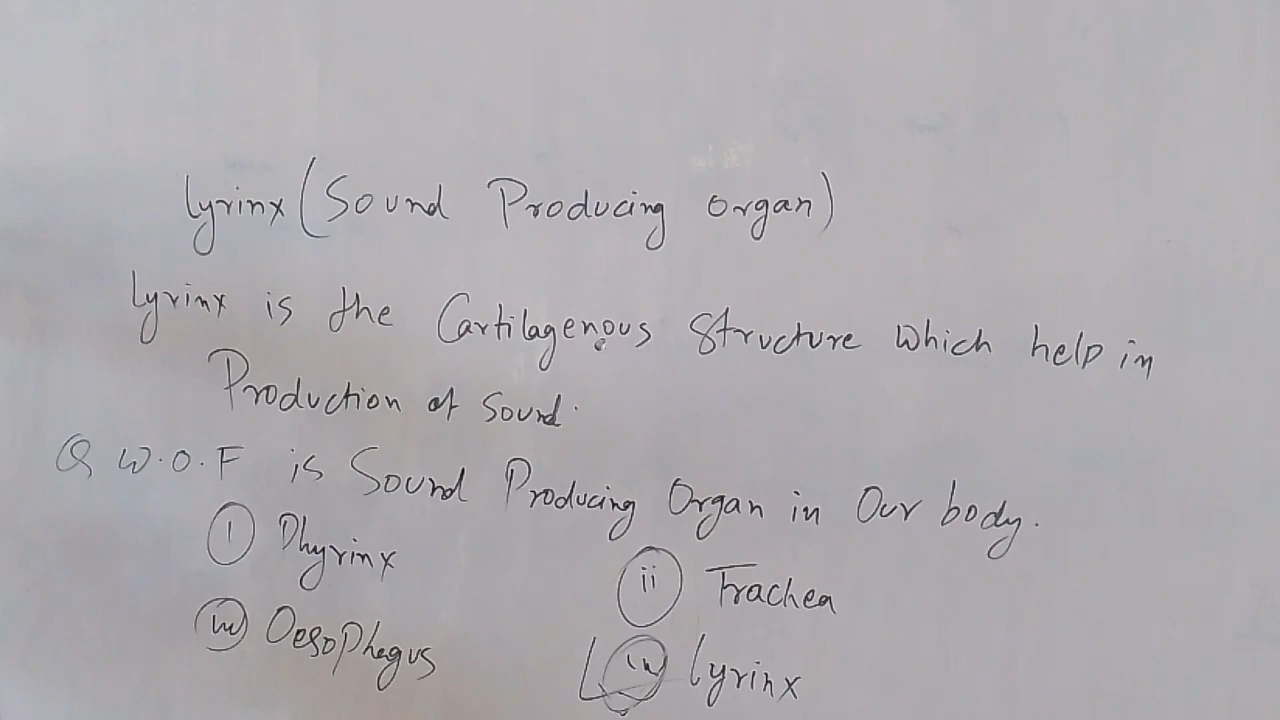 Lyrinx (Sound Producing organ)
Lyrinx is the Cartilagenous Structure which help in
Production of Sound.
Q W.O.F is Sound Producing Organ in Our body.
i Phyrinx ii Trachea
iii Oesophegus iv Lyrinx